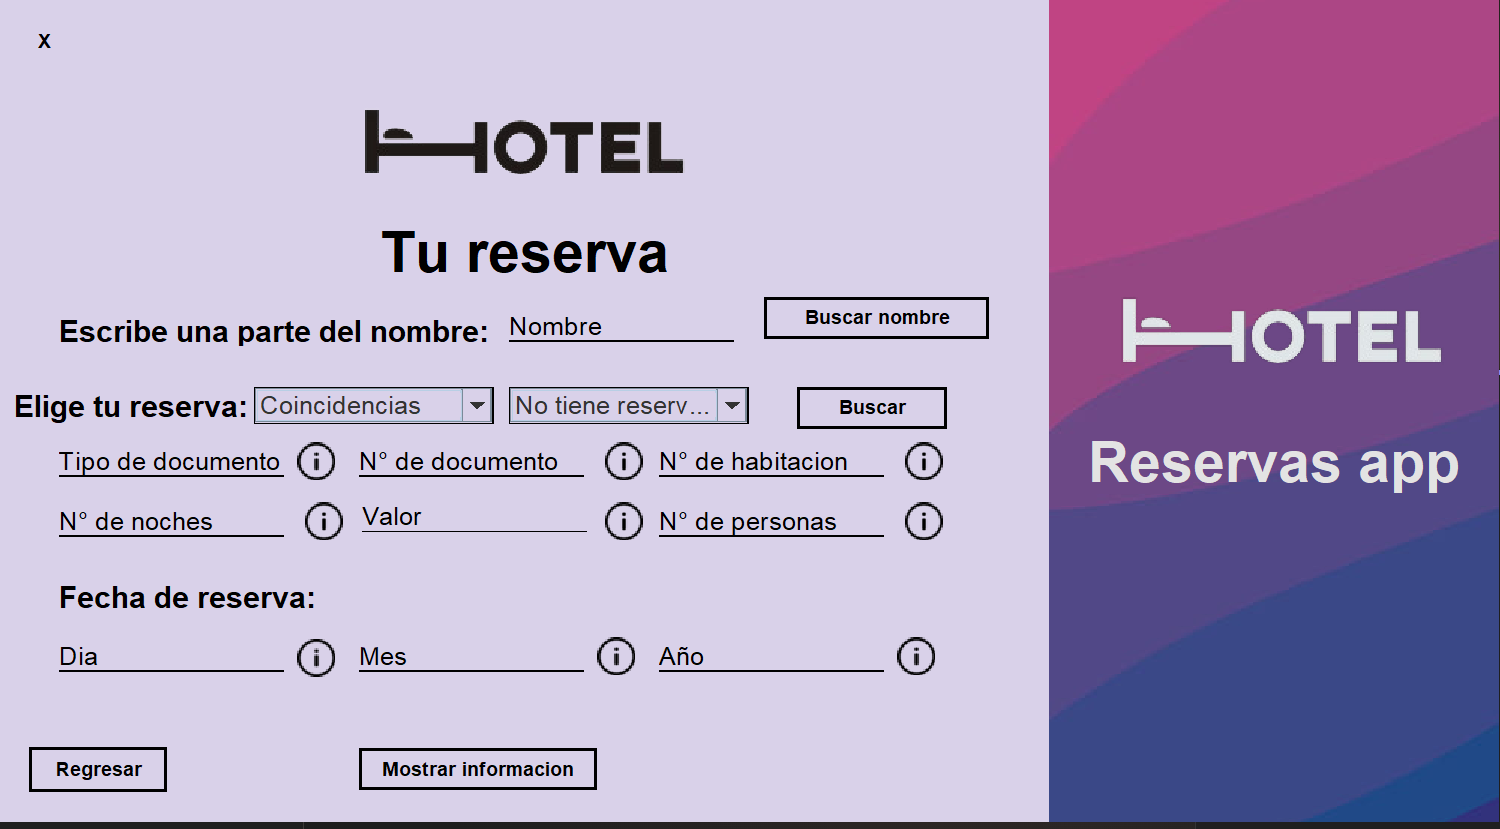 X
HOTEL
Tu reserva
Escribe una parte del nombre: Nombre Buscar nombre
Elige tu reserva: Coincidencias No tiene reserv... Buscar
Tipo de documento i N° de documento i N° de habitacion i
N° de noches i Valor i N° de personas i
Fecha de reserva:
Dia i Mes i Año i
Regresar Mostrar informacion
HOTEL
Reservas app